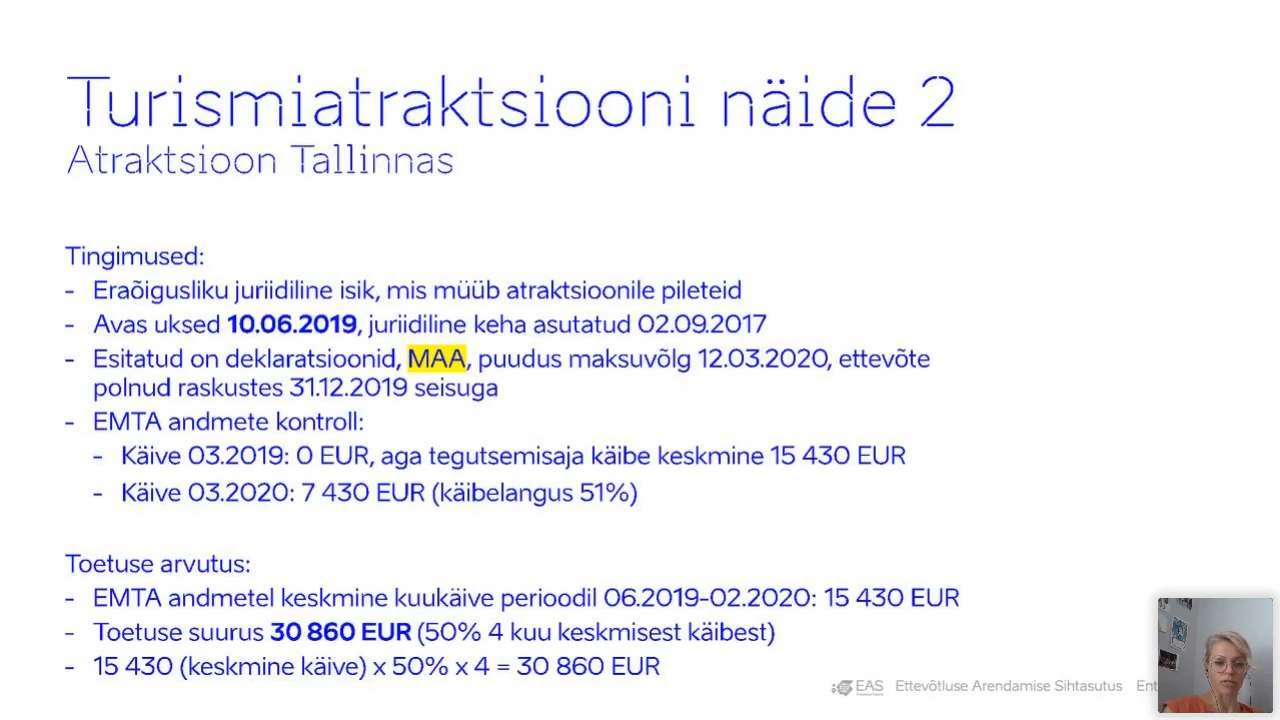 Turismiatraktsiooni näide 2
Atraktsioon Tallinnas
Tingimused:
- Eraõigusliku juriidiline isik, mis müüb atraktsioonile pileteid
- Avas uksed 10.06.2019, juriidiline keha asutatud 02.09.2017
- Esitatud on deklaratsioonid, MAA, puudus maksuvõlg 12.03.2020, ettevõte
polnud raskustes 31.12.2019 seisuga
- EMTA andmete kontroll:
- Käive 03.2019: 0 EUR, aga tegutsemisaja käibe keskmine 15 430 EUR
- Käive 03.2020: 7 430 EUR (käibelangus 51%)
Toetuse arvutus:
- EMTA andmetel keskmine kuukäive perioodil 06.2019-02.2020: 15 430 EUR
- Toetuse suurus 30 860 EUR (50% 4 kuu keskmisest käibest)
- 15 430 (keskmine käive) x 50% x 4 = 30 860 EUR
EAS Ettevõtluse Arendamise Sihtasutus Ent